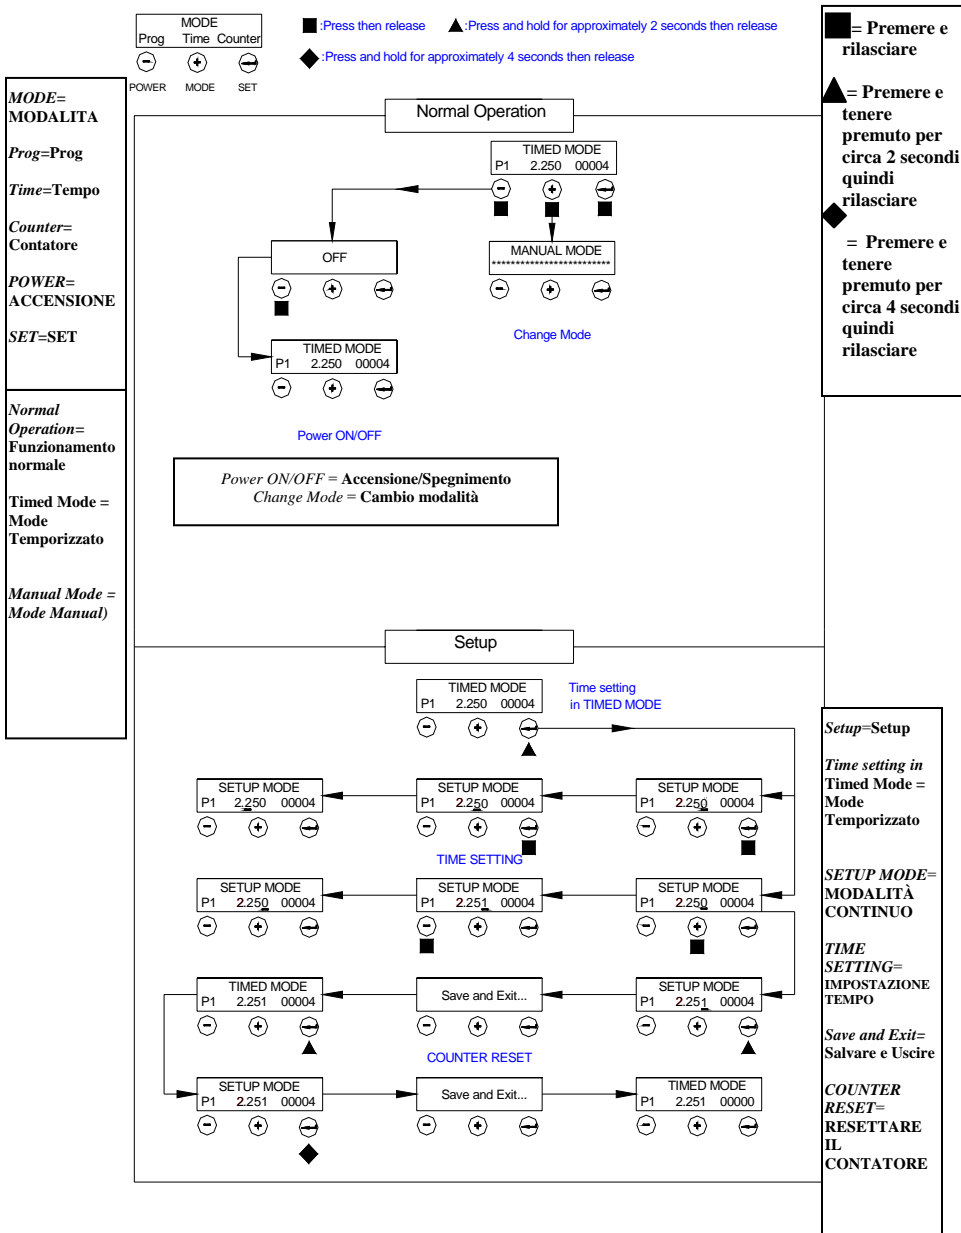 MODE
Prog Time Counter
POWER MODE SET
:Press then release
:Press and hold for approximately 2 seconds then release
:Press and hold for approximately 4 seconds then release
= Premere e
rilasciare
= Premere e
tenere
premuto per
circa 2 secondi
quindi
rilasciare
= Premere e
tenere
premuto per
circa 4 secondi
quindi
rilasciare
MODE=
MODALITA
Prog=Prog
Time=Tempo
Counter=
Contatore
POWER=
ACCENSIONE
SET=SET
Normal
Operation=
Funzionamento
normale
Timed Mode =
Mode
Temporizzato
Manual Mode =
Mode Manual)
Normal Operation
TIMED MODE
P1 2.250 00004
OFF
MANUAL MODE
*************************
Change Mode
TIMED MODE
P1 2.250 00004
Power ON/OFF
Power ON/OFF = Accensione/Spegnimento
Change Mode = Cambio modalità
Setup
TIMED MODE
P1 2.250 00004
Time setting
in TIMED MODE
SETUP MODE
P1 2.250 00004
SETUP MODE
P1 2.250 00004
SETUP MODE
P1 2.250 00004
TIME SETTING
SETUP MODE
P1 2.250 00004
SETUP MODE
P1 2.251 00004
SETUP MODE
P1 2.250 00004
TIMED MODE
P1 2.251 00004
Save and Exit...
SETUP MODE
P1 2.251 00004
COUNTER RESET
SETUP MODE
P1 2.251 00004
Save and Exit...
TIMED MODE
P1 2.251 00000
Setup=Setup
Time setting in
Timed Mode =
Mode
Temporizzato
SETUP MODE=
MODALITÀ
CONTINUO
TIME
SETTING=
IMPOSTAZIONE
TEMPO
Save and Exit=
Salvare e Uscire
COUNTER
RESET=
RESETTARE
IL
CONTATORE